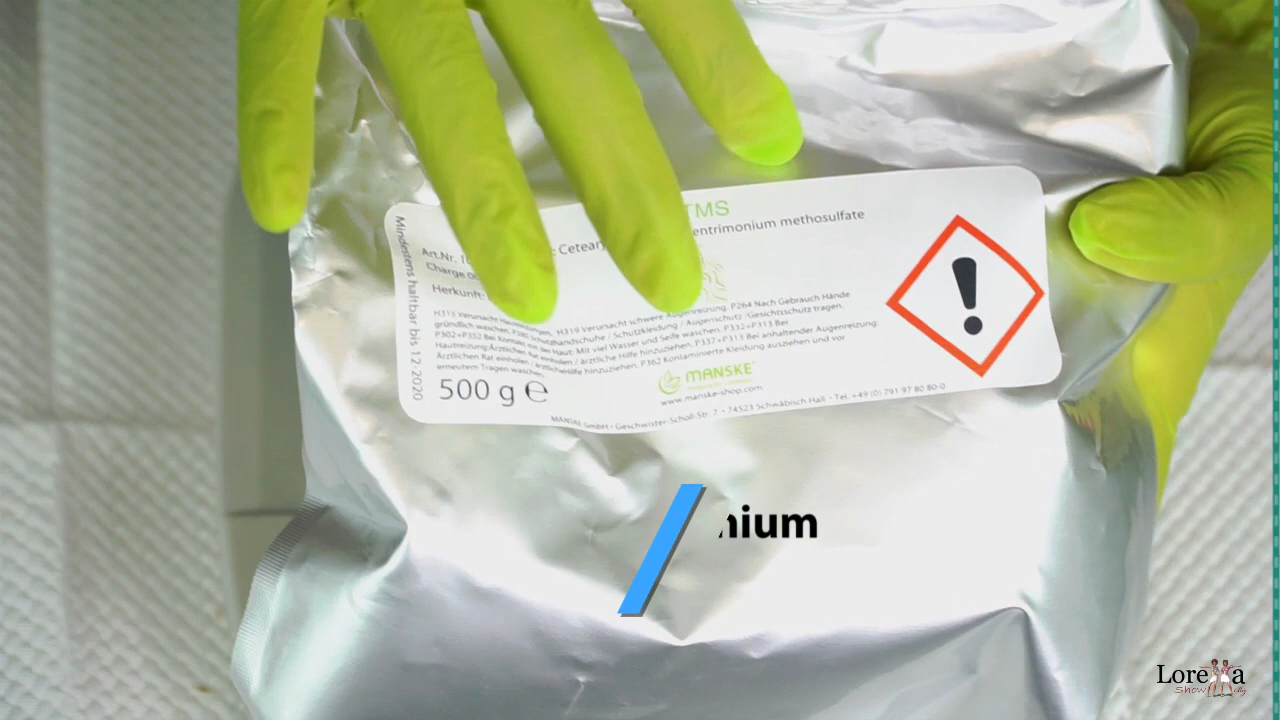 TMS
Cetear entrimonium methosulfate
Art.Nr. 1
Charge
Herkunft:
H315 Verursacht H319 Verursacht schwere Augenreizung. P264 Nach Gebrauch Hände
gründlich waschen. P280 Schutzhandschuhe / Schutzkleidung / Augenschutz /Gesichtsschutz tragen.
P302+P352 Bei Kontakt mit der Haut: Mit viel Wasser und Seife waschen. P332+P313 Bei
Hautreizung:Ärztlichen Rat einholen / ärztliche Hilfe hinzuziehen. P337+P313 Bei anhaltender Augenreizung:
Ärztlichen Rat einholen / ärztliche Hilfe hinzuziehen. P362 Kontaminierte Kleidung ausziehen und vor
erneutem Tragen waschen.
500 g ℮
MANSKE
www.manske-shop.com
MANSKE GmbH • Geschwister-Scholl-Str. 7 • 74523 Schwäbisch Hall • Tel. +49 (0) 791 97 80 80-0
Mindestens haltbar bis 12-2020
nium
Lorella
Show